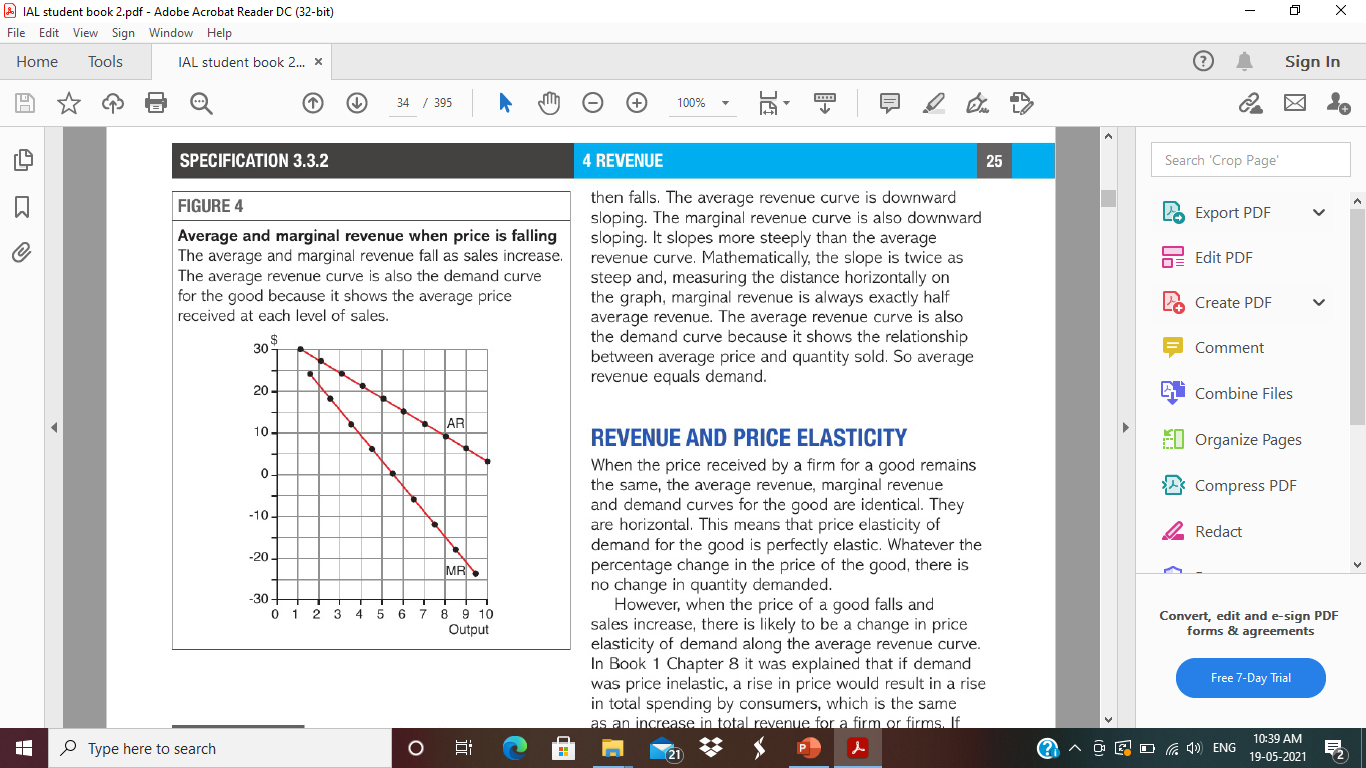 IAL student book 2.pdf - Adobe Acrobat Reader DC (32-bit)
File Edit View Sign Window Help
Home Tools IAL student book 2... × Sign In
34 / 395 100%
SPECIFICATION 3.3.2 4 REVENUE 25
FIGURE 4
Average and marginal revenue when price is falling
The average and marginal revenue fall as sales increase.
The average revenue curve is also the demand curve
for the good because it shows the average price
received at each level of sales.
$
30
20
10
0
-10
-20
-30
AR
MR
0 1 2 3 4 5 6 7 8 9 10
Output
then falls. The average revenue curve is downward
sloping. The marginal revenue curve is also downward
sloping. It slopes more steeply than the average
revenue curve. Mathematically, the slope is twice as
steep and, measuring the distance horizontally on
the graph, marginal revenue is always exactly half
average revenue. The average revenue curve is also
the demand curve because it shows the relationship
between average price and quantity sold. So average
revenue equals demand.
REVENUE AND PRICE ELASTICITY
When the price received by a firm for a good remains
the same, the average revenue, marginal revenue
and demand curves for the good are identical. They
are horizontal. This means that price elasticity of
demand for the good is perfectly elastic. Whatever the
percentage change in the price of the good, there is
no change in quantity demanded.
However, when the price of a good falls and
sales increase, there is likely to be a change in price
elasticity of demand along the average revenue curve.
In Book 1 Chapter 8 it was explained that if demand
was price inelastic, a rise in price would result in a rise
in total spending by consumers, which is the same
as an increase in total revenue for a firm or firms. If
Search 'Crop Page'
Export PDF
Edit PDF
Create PDF
Comment
Combine Files
Organize Pages
Compress PDF
Redact
Convert, edit and e-sign PDF
forms & agreements
Free 7-Day Trial
Type here to search
21
ENG
10:39 AM
19-05-2021
2